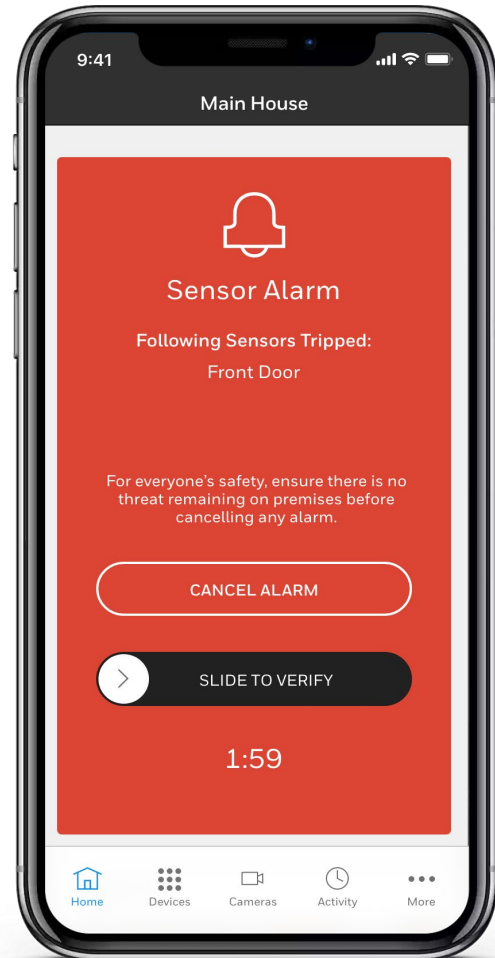 9:41
Main House
Sensor Alarm
Following Sensors Tripped:
Front Door
For everyone’s safety, ensure there is no
threat remaining on premises before
cancelling any alarm.
CANCEL ALARM
SLIDE TO VERIFY
1:59
Home Devices Cameras Activity More